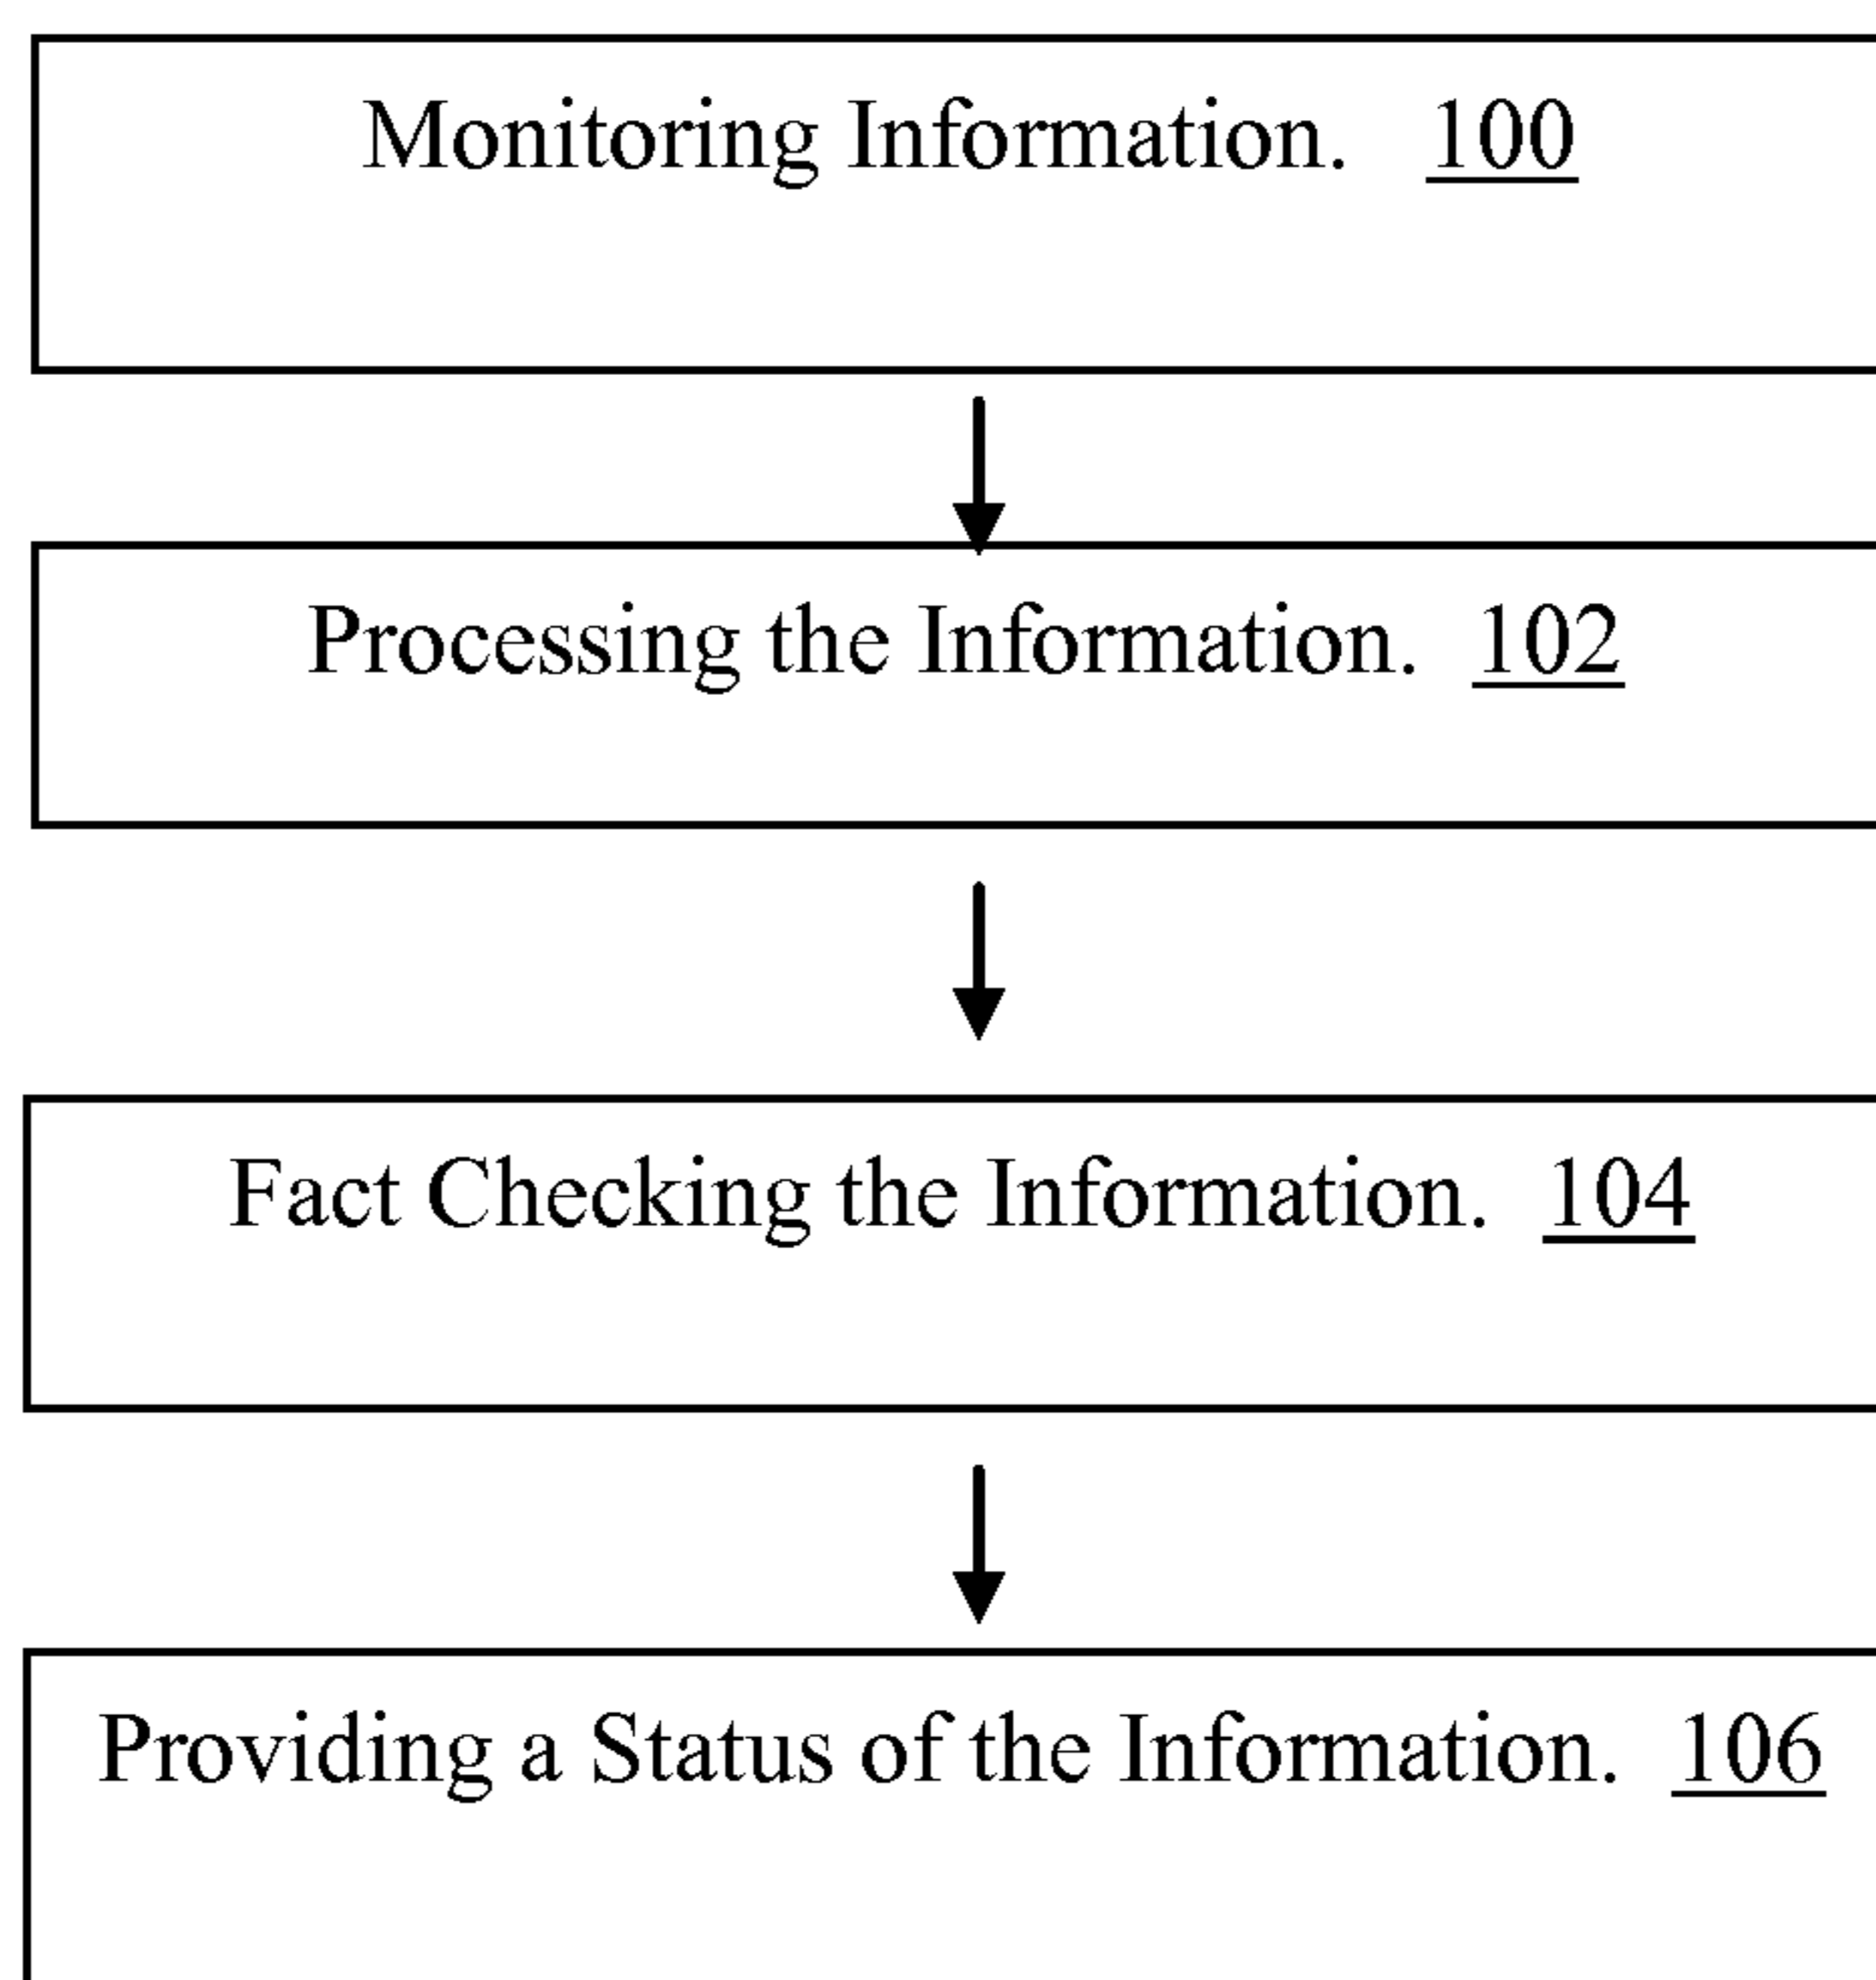 Monitoring Information. 100
Processing the Information. 102
Fact Checking the Information. 104
Providing a Status of the Information. 106